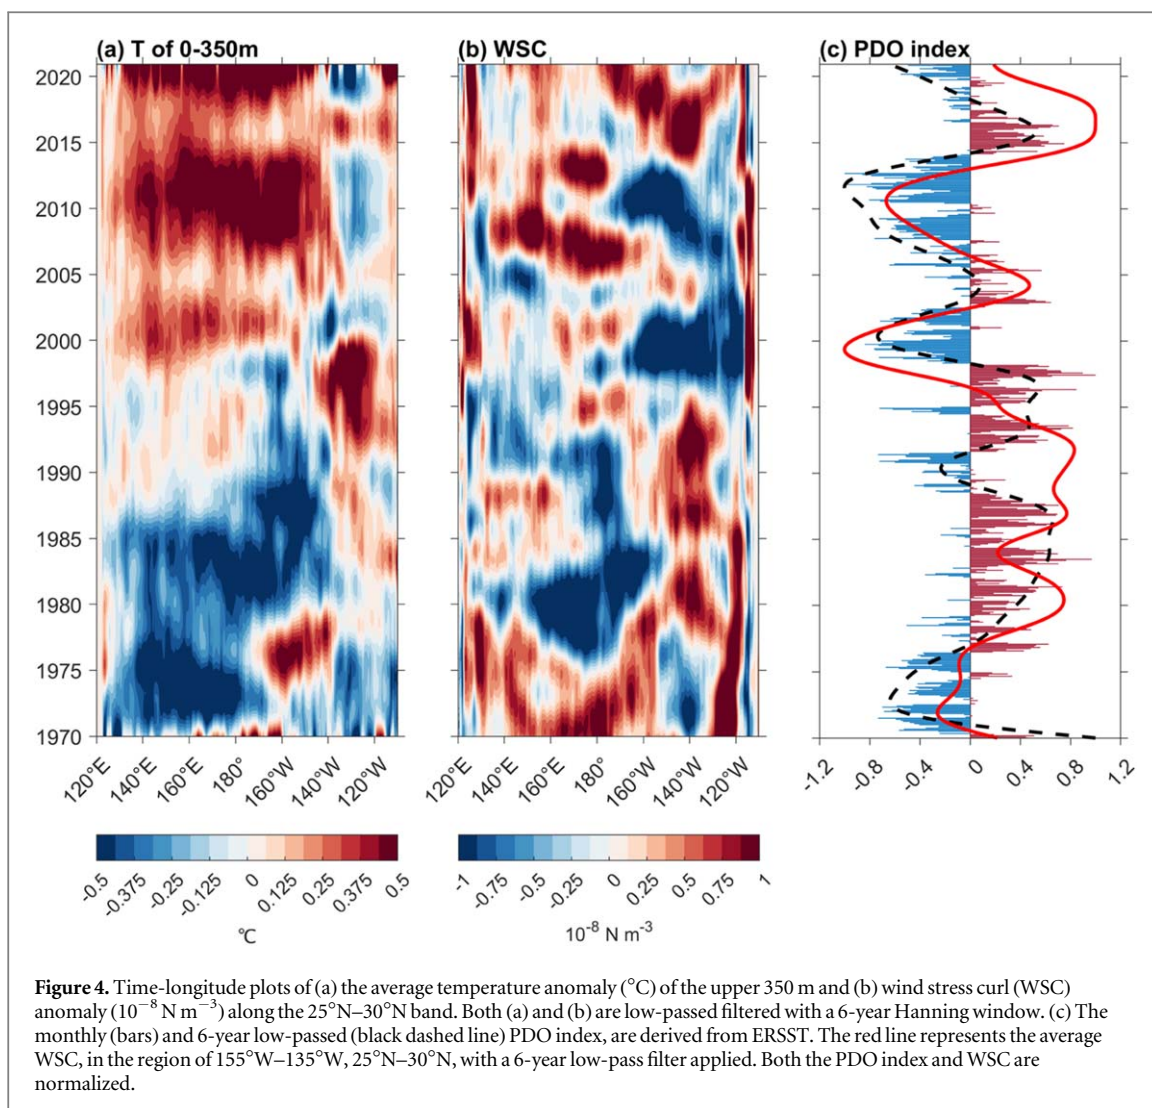 (a) T of 0-350m
(b) WSC
(c) PDO index
2020
2015
2010
2005
2000
1995
1990
1985
1980
1975
1970
120°E
140°E
160°E
180°
160°W
140°W
120°W
120°E
140°E
160°E
180°
160°W
140°W
120°W
-1.2
-0.8
-0.4
0
0.4
0.8
1.2
-0.5
-0.375
-0.25
-0.125
0
0.125
0.25
0.375
0.5
°C
-1
-0.75
-0.5
-0.25
0
0.25
0.5
0.75
1
10⁻⁸ N m⁻³
Figure 4. Time-longitude plots of (a) the average temperature anomaly (°C) of the upper 350 m and (b) wind stress curl (WSC)
anomaly (10⁻⁸ N m⁻³) along the 25°N–30°N band. Both (a) and (b) are low-passed filtered with a 6-year Hanning window. (c) The
monthly (bars) and 6-year low-passed (black dashed line) PDO index, are derived from ERSST. The red line represents the average
WSC, in the region of 155°W–135°W, 25°N–30°N, with a 6-year low-pass filter applied. Both the PDO index and WSC are
normalized.